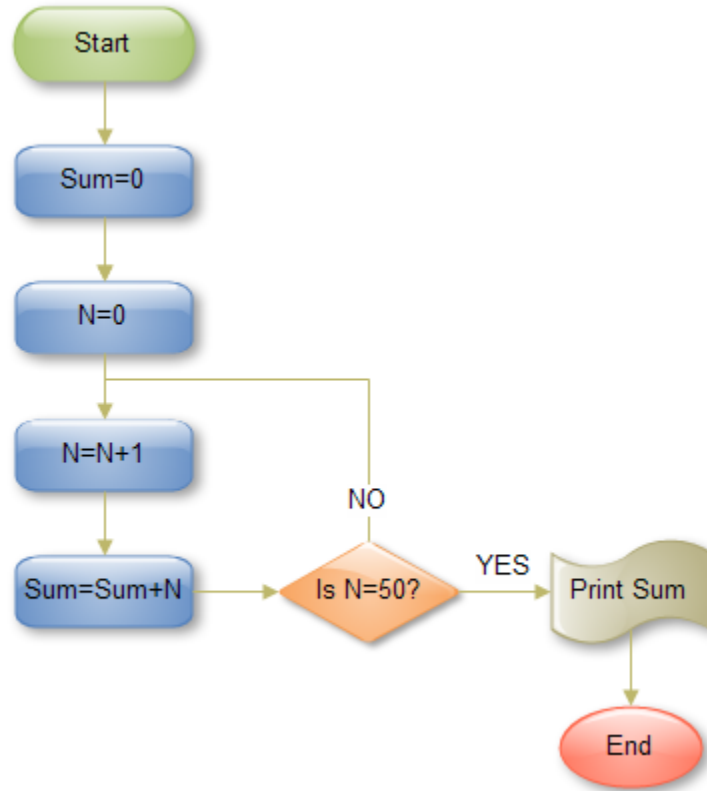 Start
Sum=0
N=0
N=N+1
Sum=Sum+N
Is N=50?
NO
YES
Print Sum
End